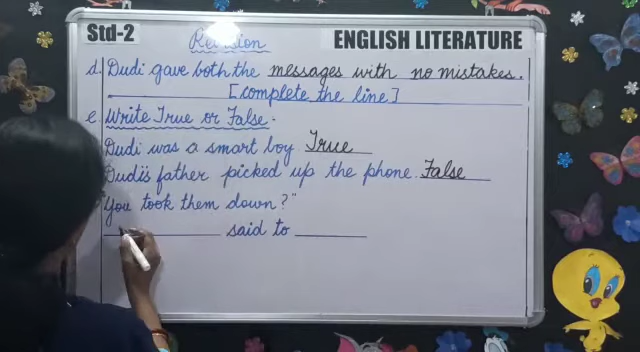 Std-2
Revision
ENGLISH LITERATURE
d. Dudi gave both the messages with no mistakes.
[complete the line]
e. Write True or False.
Dudi was a smart boy True
Dudi's father picked up the phone. False
You took them down?"
said to